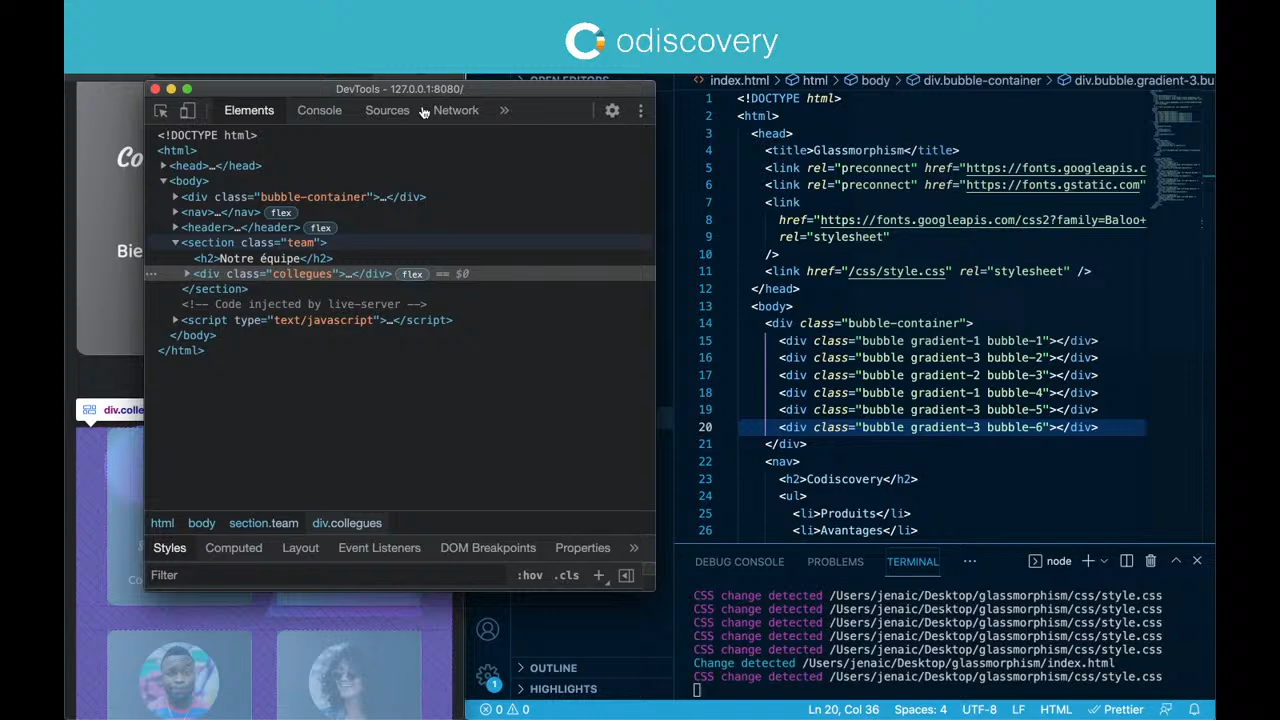 odiscovery
OPEN EDITORS
Co
Bie
div.colle
Co
DevTools - 127.0.0.1:8080/
Elements
Console
Sources
Network
»
<!DOCTYPE html>
<html>
<head>…</head>
<body>
<div class="bubble-container">…</div>
<nav>…</nav> flex
<header>…</header> flex
<section class="team">
<h2>Notre équipe</h2>
… <div class="collegues">…</div> flex == $0
</section>
<!-- Code injected by live-server -->
<script type="text/javascript">…</script>
</body>
</html>
html body section.team div.collegues
Styles Computed Layout Event Listeners DOM Breakpoints Properties »
Filter :hov .cls +
OUTLINE
HIGHLIGHTS
1
index.html > html > body > div.bubble-container > div.bubble.gradient-3.bu
1 <!DOCTYPE html>
2 <html>
3 <head>
4 <title>Glassmorphism</title>
5 <link rel="preconnect" href="https://fonts.googleapis.c
6 <link rel="preconnect" href="https://fonts.gstatic.com"
7 <link
8 href="https://fonts.googleapis.com/css2?family=Baloo+
9 rel="stylesheet"
10 />
11 <link href="/css/style.css" rel="stylesheet" />
12 </head>
13 <body>
14 <div class="bubble-container">
15 <div class="bubble gradient-1 bubble-1"></div>
16 <div class="bubble gradient-3 bubble-2"></div>
17 <div class="bubble gradient-2 bubble-3"></div>
18 <div class="bubble gradient-1 bubble-4"></div>
19 <div class="bubble gradient-3 bubble-5"></div>
20 <div class="bubble gradient-3 bubble-6"></div>
21 </div>
22 <nav>
23 <h2>Codiscovery</h2>
24 <ul>
25 <li>Produits</li>
26 <li>Avantages</li>
DEBUG CONSOLE PROBLEMS TERMINAL ... node
CSS change detected /Users/jenaic/Desktop/glassmorphism/css/style.css
CSS change detected /Users/jenaic/Desktop/glassmorphism/css/style.css
CSS change detected /Users/jenaic/Desktop/glassmorphism/css/style.css
CSS change detected /Users/jenaic/Desktop/glassmorphism/css/style.css
CSS change detected /Users/jenaic/Desktop/glassmorphism/css/style.css
Change detected /Users/jenaic/Desktop/glassmorphism/index.html
CSS change detected /Users/jenaic/Desktop/glassmorphism/css/style.css
0 0 Ln 20, Col 36 Spaces: 4 UTF-8 LF HTML Prettier